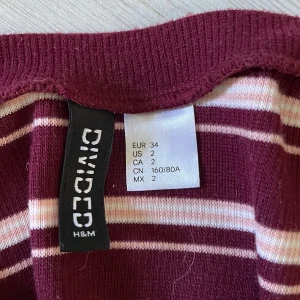 DIVIDED
H&M
EUR 34
US 2
CA 2
CN 160/80A
MX 2